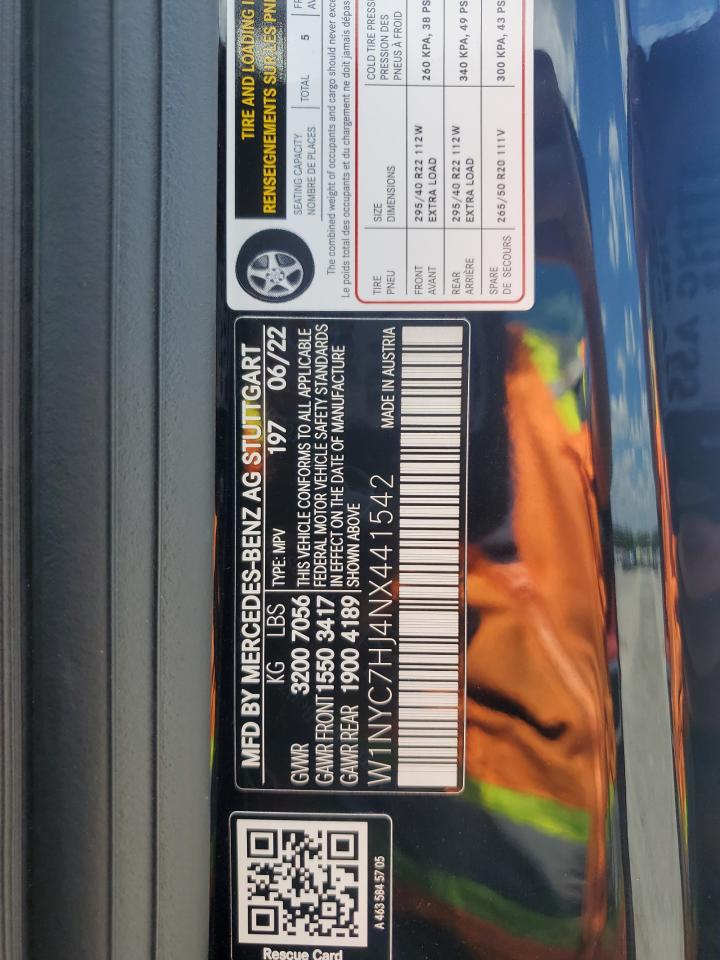 Rescue Card
A 463 584 57 05
MFD BY MERCEDES-BENZ AG STUTTGART
KG LBS TYPE: MPV 197 06/22
GVWR 3200 7056 THIS VEHICLE CONFORMS TO ALL APPLICABLE
GAWR FRONT 1550 3417 FEDERAL MOTOR VEHICLE SAFETY STANDARDS
GAWR REAR 1900 4189 IN EFFECT ON THE DATE OF MANUFACTURE
SHOWN ABOVE
MADE IN AUSTRIA
W1NYC7HJ4NX441542
TIRE AND LOADING I
RENSEIGNEMENTS SUR LES PNE
SEATING CAPACITY
NOMBRE DE PLACES
TOTAL 5
The combined weight of occupants and cargo should never exce
Le poids total des occupants et du chargement ne doit jamais dépas
TIRE SIZE COLD TIRE PRESS
PNEU DIMENSIONS PRESSION DES
PNEUS À FROID
FRONT 295/40 R22 112W 260 KPA, 38 PS
AVANT EXTRA LOAD
REAR 295/40 R22 112W 340 KPA, 49 PS
ARRIÈRE EXTRA LOAD
SPARE 265/50 R20 111V 300 KPA, 43 PS
DE SECOURS